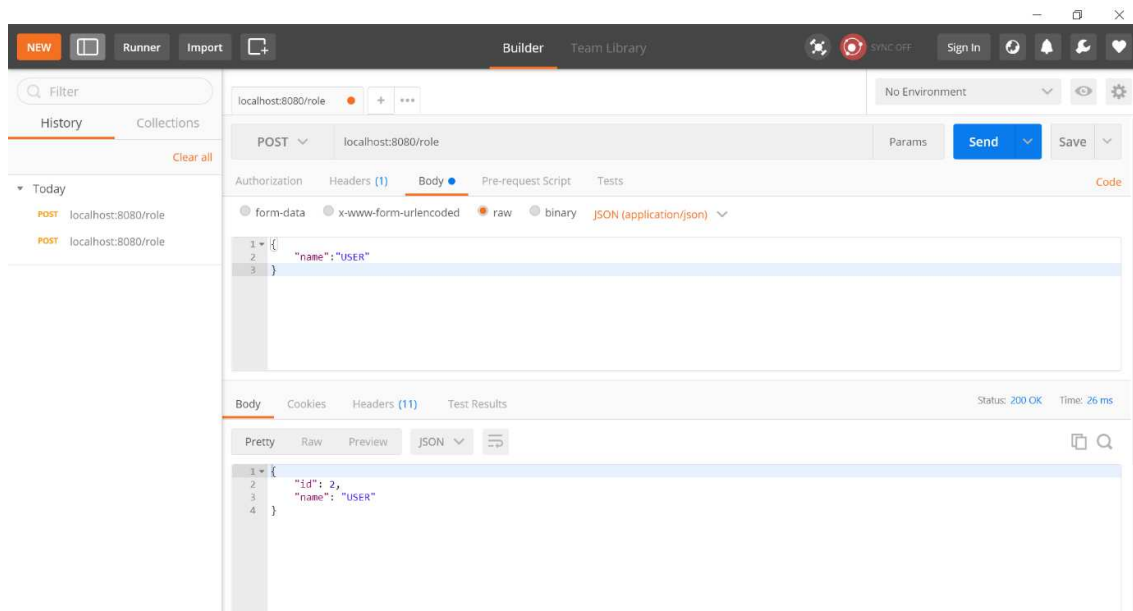 NEW Runner Import Builder Team Library SYNC OFF Sign In
Filter
History Collections
Clear all
Today
POST localhost:8080/role
POST localhost:8080/role
localhost:8080/role + ••• No Environment
POST localhost:8080/role Params Send Save
Authorization Headers (1) Body Pre-request Script Tests Code
form-data x-www-form-urlencoded raw binary JSON (application/json)
1 {
2 "name":"USER"
3 }
Body Cookies Headers (11) Test Results Status: 200 OK Time: 26 ms
Pretty Raw Preview JSON
1 {
2 "id": 2,
3 "name": "USER"
4 }